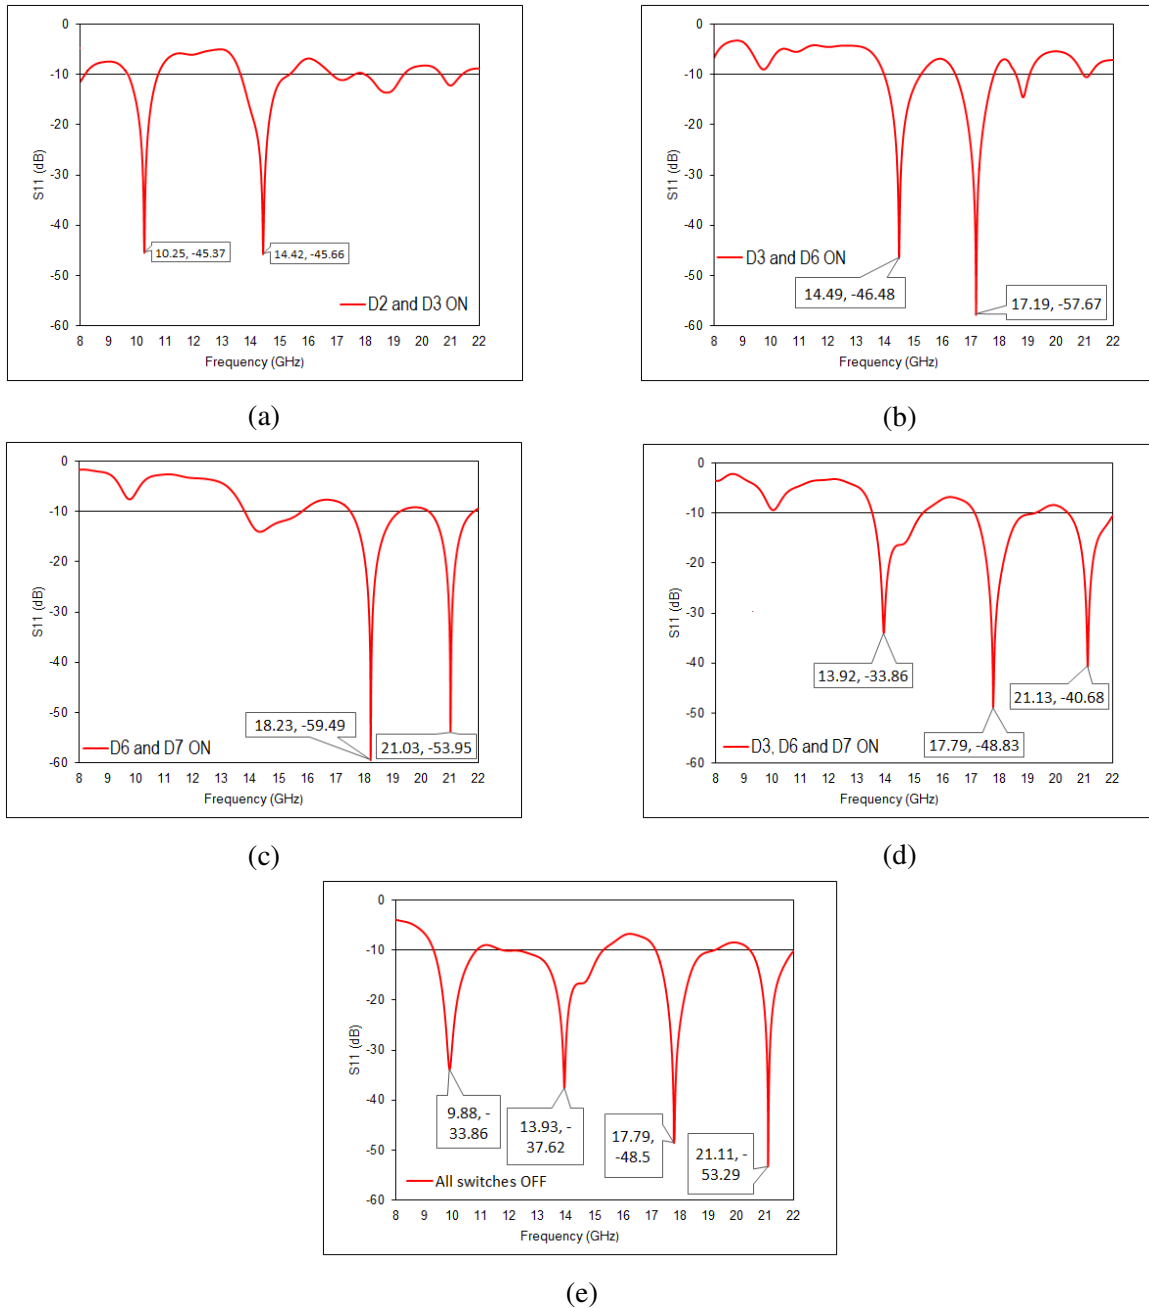 0
-10
-20
-30
-40
-50
-60
S11 (dB)
10.25, -45.37
14.42, -45.66
D2 and D3 ON
8 9 10 11 12 13 14 15 16 17 18 19 20 21 22
Frequency (GHz)
(a)
0
-10
-20
-30
-40
-50
-60
S11 (dB)
D3 and D6 ON
14.49, -46.48
17.19, -57.67
8 9 10 11 12 13 14 15 16 17 18 19 20 21 22
Frequency (GHz)
(b)
0
-10
-20
-30
-40
-50
-60
S11 (dB)
18.23, -59.49
21.03, -53.95
D6 and D7 ON
8 9 10 11 12 13 14 15 16 17 18 19 20 21 22
Frequency (GHz)
(c)
0
-10
-20
-30
-40
-50
-60
S11 (dB)
13.92, -33.86
21.13, -40.68
17.79, -48.83
D3, D6 and D7 ON
8 9 10 11 12 13 14 15 16 17 18 19 20 21 22
Frequency (GHz)
(d)
0
-10
-20
-30
-40
-50
-60
S11 (dB)
9.88, -
33.86
13.93, -
37.62
17.79,
-48.5
21.11, -
53.29
All switches OFF
8 9 10 11 12 13 14 15 16 17 18 19 20 21 22
Frequency (GHz)
(e)